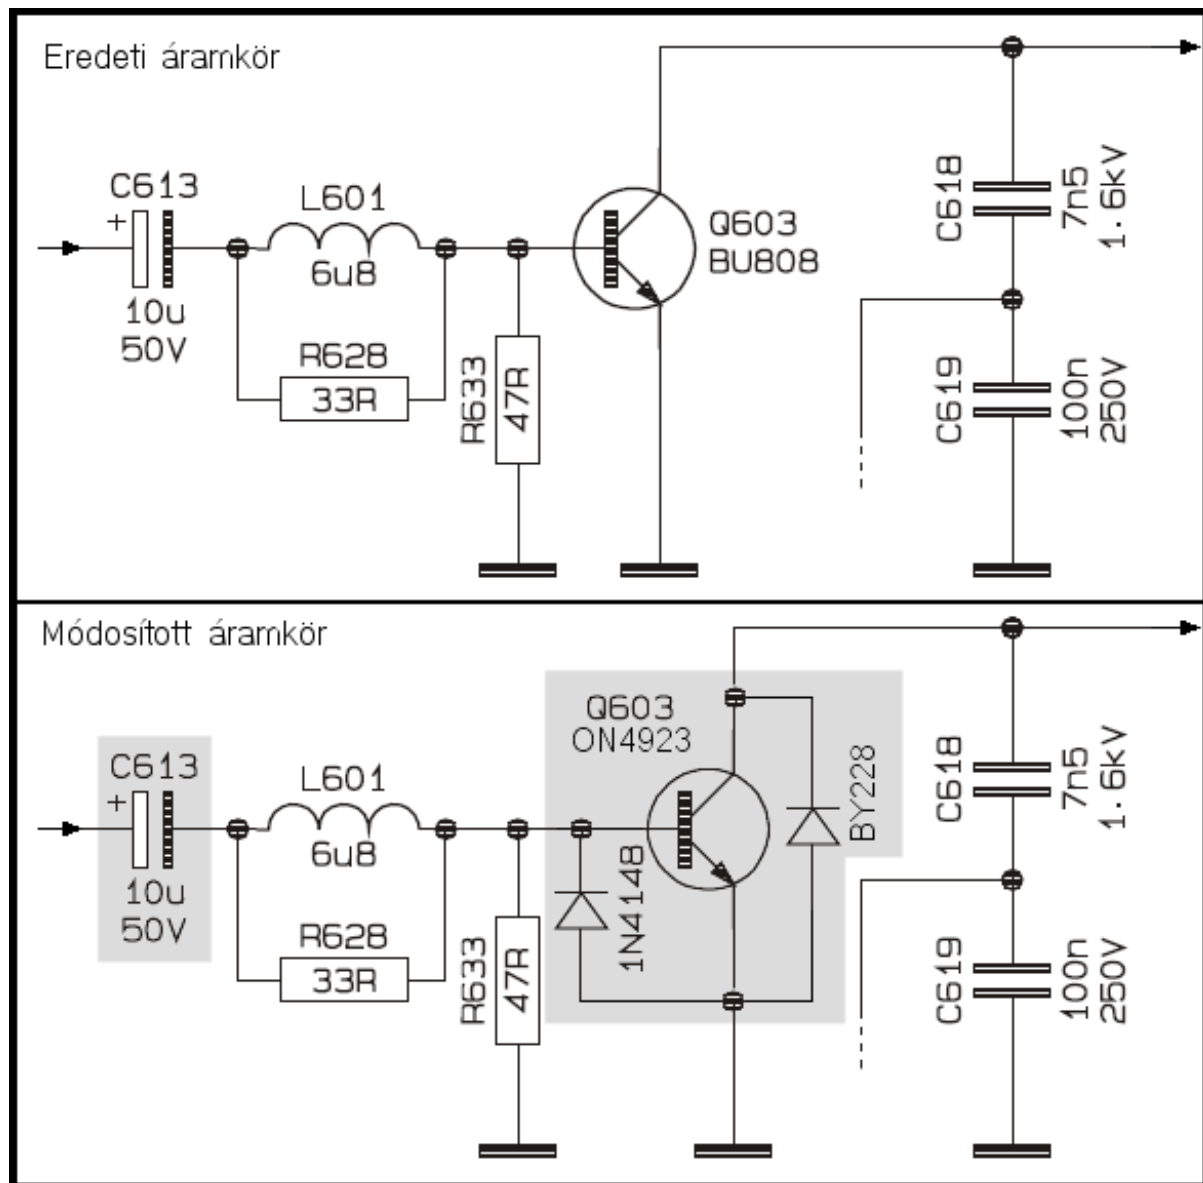 Eredeti áramkör
C613
+
10u
50V
L601
6u8
R628
33R
R633
47R
Q603
BU808
C618
7n5
1.6kV
C619
100n
250V
Módosított áramkör
C613
+
10u
50V
L601
6u8
R628
33R
R633
47R
1N4148
Q603
ON4923
BY228
C618
7n5
1.6kV
C619
100n
250V